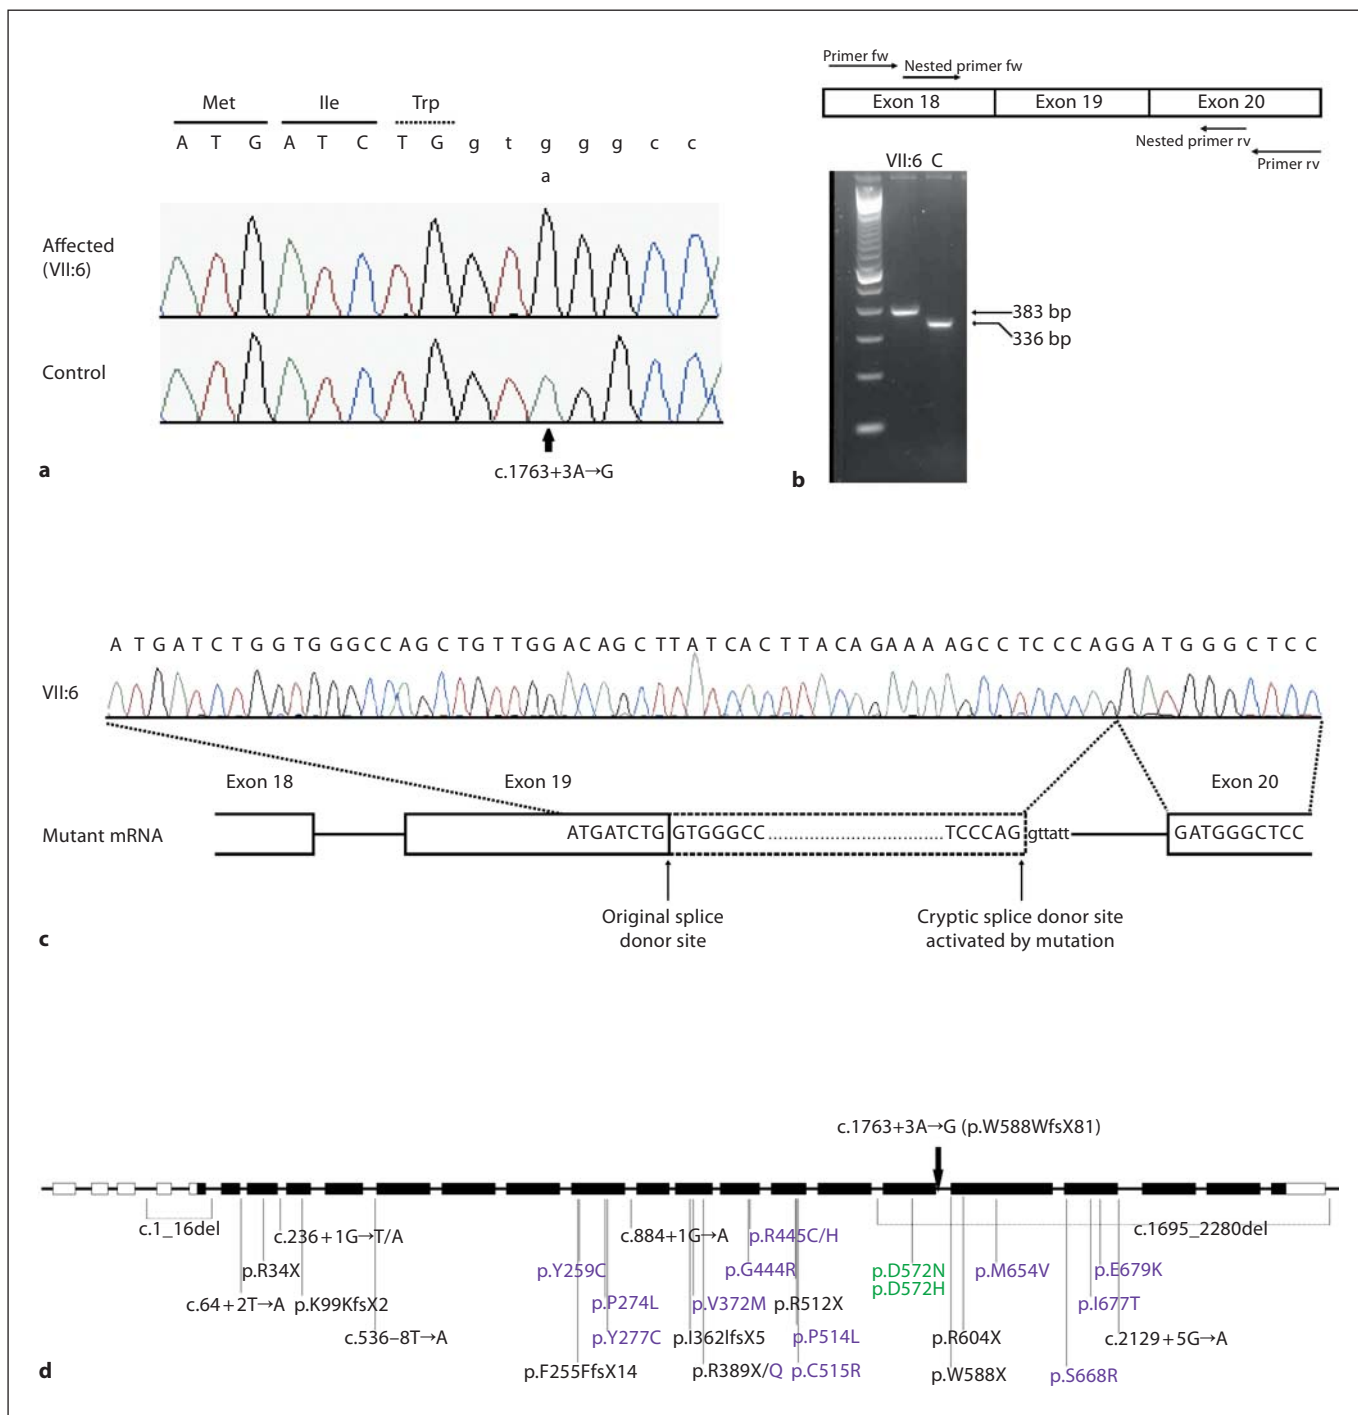 Met Ile Trp
A T G A T C T G g t g g g c c
a
Affected
(VII:6)
Control
c.1763+3A→G
a
Primer fw
Nested primer fw
Exon 18 Exon 19 Exon 20
Nested primer rv
Primer rv
VII:6 C
383 bp
336 bp
b
A T G A T C T G G T G G G C C A G C T G T T G G A C A G C T T A T C A C T T A C A G A A A A G C C T C C C A G G A T G G G C T C C
VII:6
Exon 18 Exon 19 Exon 20
Mutant mRNA
ATGATCTG GTGGGCC TCCCAG gttatt GATGGGCTCC
Original splice
donor site
Cryptic splice donor site
activated by mutation
c
c.1763+3A→G (p.W588WfsX81)
c.1_16del c.236+1G→T/A c.884+1G→A p.R445C/H c.1695_2280del
p.R34X p.Y259C p.G444R p.D572N p.M654V p.E679K
p.D572H
c.64+2T→A p.K99KfsX2 p.P274L p.V372M p.R512X p.I677T
c.536–8T→A p.Y277C p.I362IfsX5 p.P514L p.R604X c.2129+5G→A
p.F255FfsX14 p.R389X/Q p.C515R p.W588X p.S668R
d